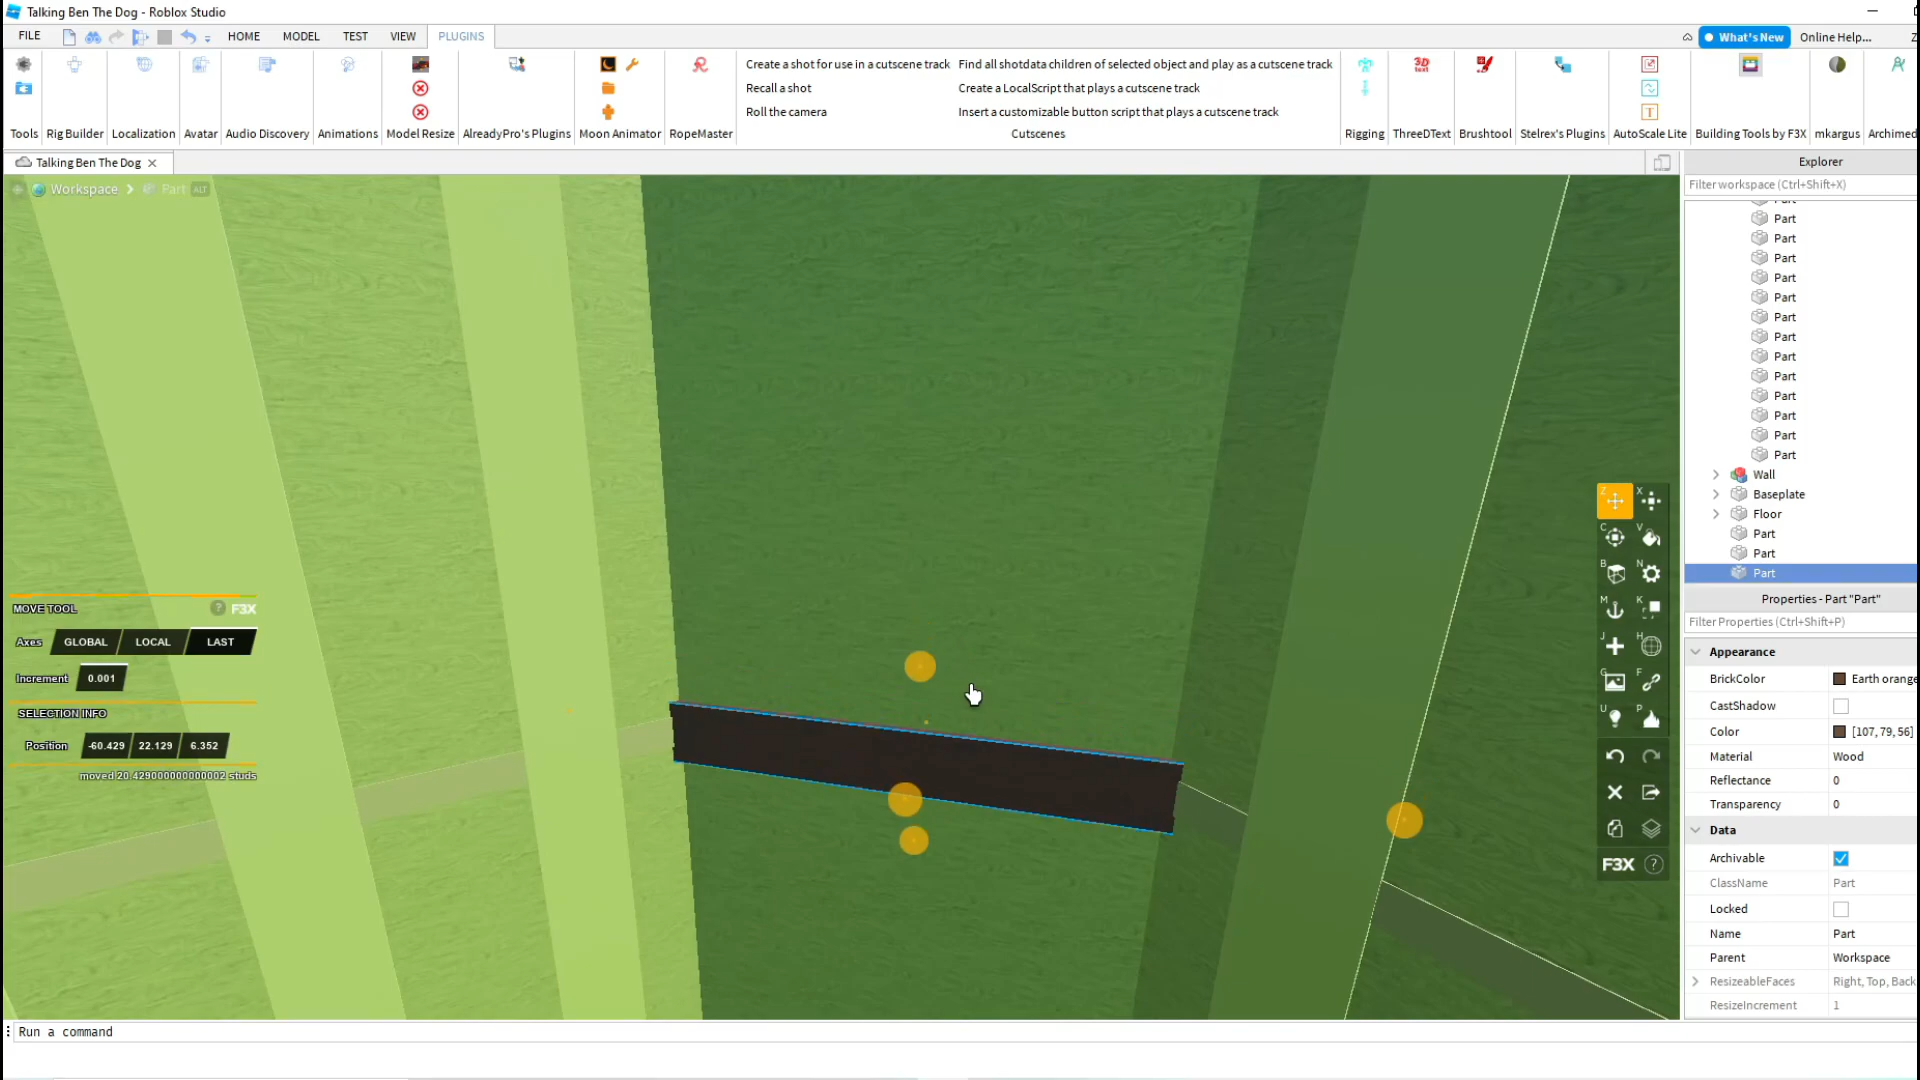 Talking Ben The Dog - Roblox Studio
FILE HOME MODEL TEST VIEW PLUGINS What's New Online Help...
Create a shot for use in a cutscene track Find all shotdata children of selected object and play as a cutscene track
Recall a shot Create a LocalScript that plays a cutscene track
Roll the camera Insert a customizable button script that plays a cutscene track
Tools Rig Builder Localization Avatar Audio Discovery Animations Model Resize AlreadyPro's Plugins Moon Animator RopeMaster Cutscenes Rigging ThreeDText Brushtool Stelrex's Plugins AutoScale Lite Building Tools by F3X mkargus Archimed
Talking Ben The Dog
Explorer
Workspace Part ALT
Filter workspace (Ctrl+Shift+X)
Part
Part
Part
Part
Part
Part
Part
Part
Part
Part
Part
Part
Part
Part
Wall
Baseplate
Floor
Part
Part
Part
MOVE TOOL ? F3X
Axes GLOBAL LOCAL LAST
Increment 0.001
SELECTION INFO
Position -60.429 22.129 6.352
moved 20.429000000000002 studs
Z X
C V
B N
M K
J H
G F
U P
F3X ?
Properties - Part "Part"
Filter Properties (Ctrl+Shift+P)
Appearance
BrickColor Earth orange
CastShadow
Color [107, 79, 56]
Material Wood
Reflectance 0
Transparency 0
Data
Archivable
ClassName Part
Locked
Name Part
Parent Workspace
ResizeableFaces Right, Top, Back
ResizeIncrement 1
Run a command